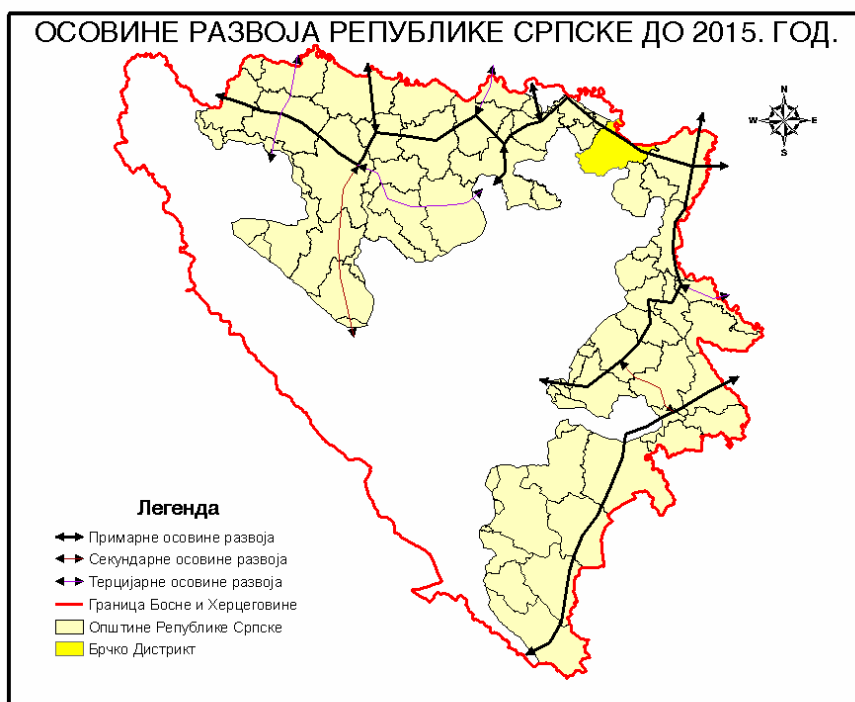 ОСОВИНЕ РАЗВОЈА РЕПУБЛИКЕ СРПСКЕ ДО 2015. ГОД.
N
W E
S
Легенда
Примарне осовине развоја
Секундарне осовине развоја
Терцијарне осовине развоја
Граница Босне и Херцеговине
Општине Републике Српске
Брчко Дистрикт